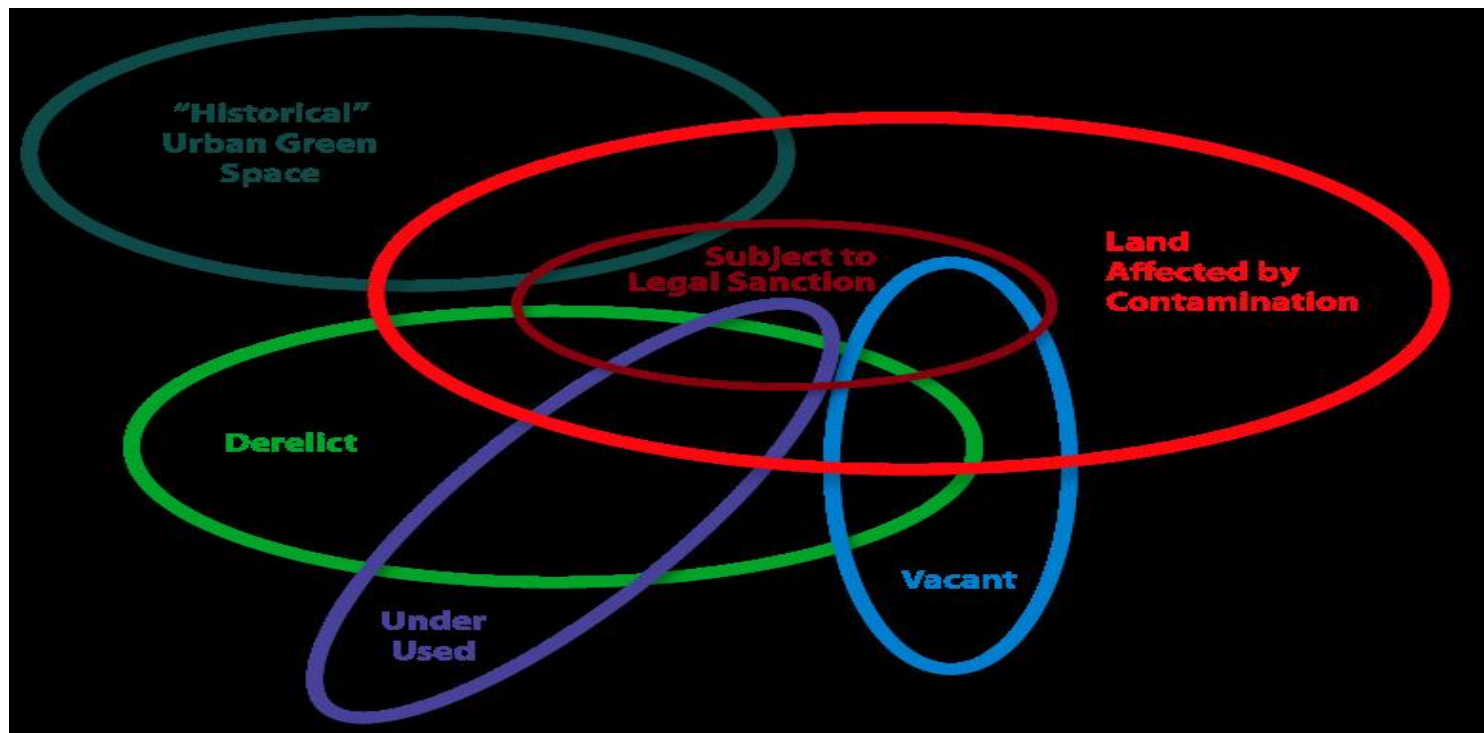 “Historical”
Urban Green
Space
Subject to
Legal Sanction
Land
Affected by
Contamination
Derelict
Vacant
Under
Used